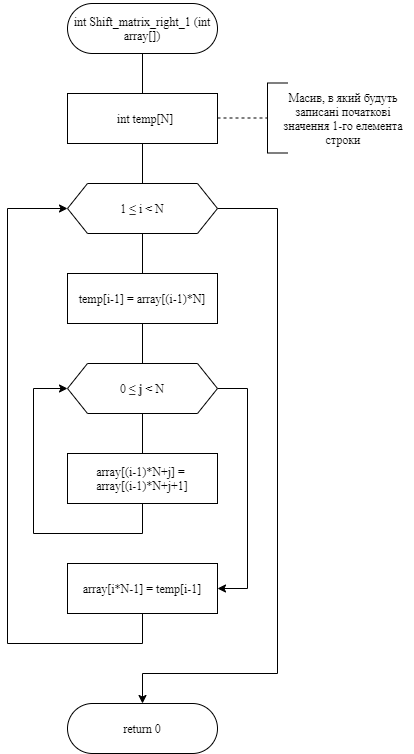 int Shift_matrix_right_1 (int
array[])
int temp[N]
Масив, в який будуть
записані початкові
значення 1-го елемента
строки
1 ≤ i < N
temp[i-1] = array[(i-1)*N]
0 ≤ j < N
array[(i-1)*N+j] =
array[(i-1)*N+j+1]
array[i*N-1] = temp[i-1]
return 0